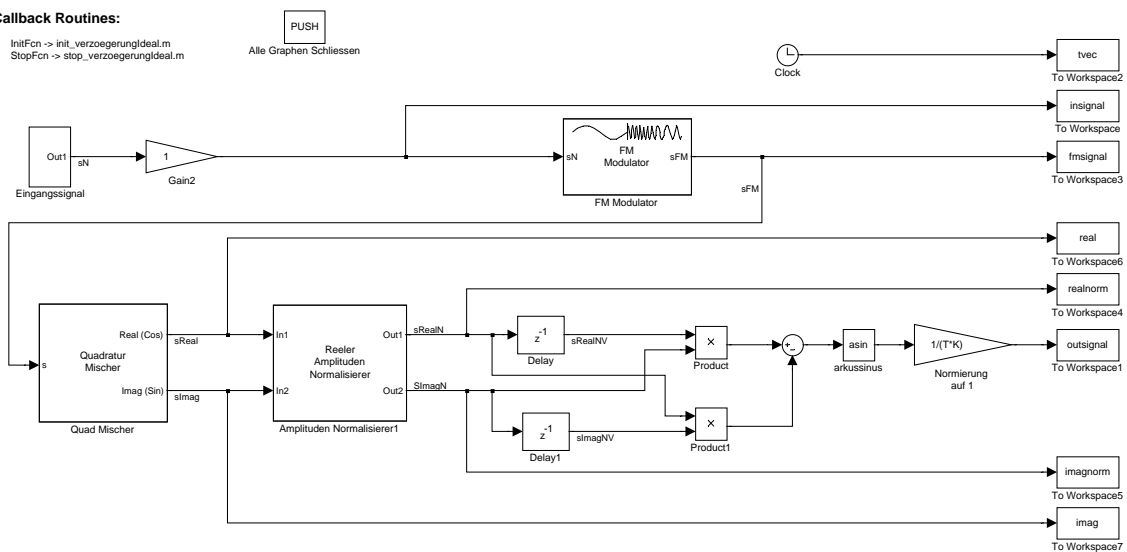 Callback Routines:
InitFcn -> init_verzoegerungIdeal.m
StopFcn -> stop_verzoegerungIdeal.m
PUSH
Alle Graphen Schliessen
Clock
tvec
To Workspace2
insignal
To Workspace
Out1
sN
Eingangssignal
1
Gain2
sN
FM
Modulator
sFM
FM Modulator
sFM
fmsignal
To Workspace3
real
To Workspace6
realnorm
To Workspace4
s
Quadratur
Mischer
Real (Cos)
Imag (Sin)
Quad Mischer
sReal
sImag
In1
In2
Reeler
Amplituden
Normalisierer
Out1
Out2
Amplituden Normalisierer1
sRealN
SImagN
z-1
Delay
sRealNV
z-1
Delay1
sImagNV
×
Product
×
Product1
+-
asin
arkussinus
1/(T*K)
Normierung
auf 1
outsignal
To Workspace1
imagnorm
To Workspace5
imag
To Workspace7